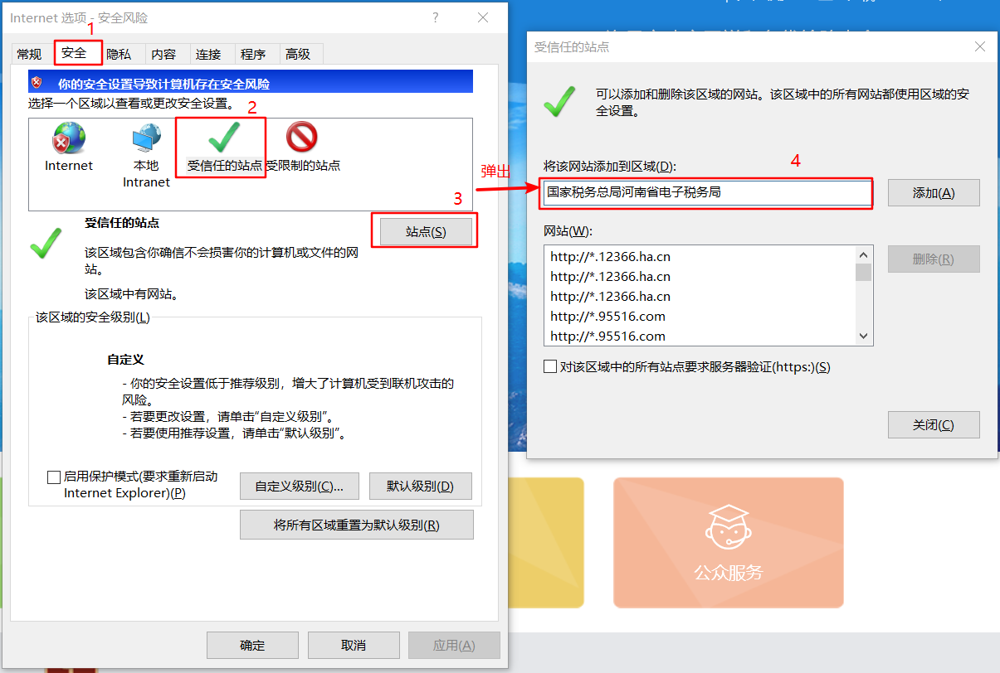 Internet 选项 - 安全风险
?
1
常规
安全
隐私
内容
连接
程序
高级
你的安全设置导致计算机存在安全风险
选择一个区域以查看或更改安全设置。
2
Internet
本地
Intranet
受信任的站点
受限制的站点
3
受信任的站点
站点(S)
该区域包含你确信不会损害你的计算机或文件的网
站。
该区域中有网站。
该区域的安全级别(L)
自定义
- 你的安全设置低于推荐级别，增大了计算机受到联机攻击的
风险。
- 若要更改设置，请单击“自定义级别”。
- 若要使用推荐设置，请单击“默认级别”。
启用保护模式(要求重新启动
Internet Explorer)(P)
自定义级别(C)...
默认级别(D)
将所有区域重置为默认级别(R)
确定
取消
应用(A)
弹出
受信任的站点
可以添加和删除该区域的网站。该区域中的所有网站都使用区域的安
全设置。
4
将该网站添加到区域(D):
国家税务总局河南省电子税务局
添加(A)
网站(W):
http://*.12366.ha.cn
http://*.12366.ha.cn
http://*.12366.ha.cn
http://*.95516.com
http://*.95516.com
删除(R)
对该区域中的所有站点要求服务器验证(https:)(S)
关闭(C)
公众服务